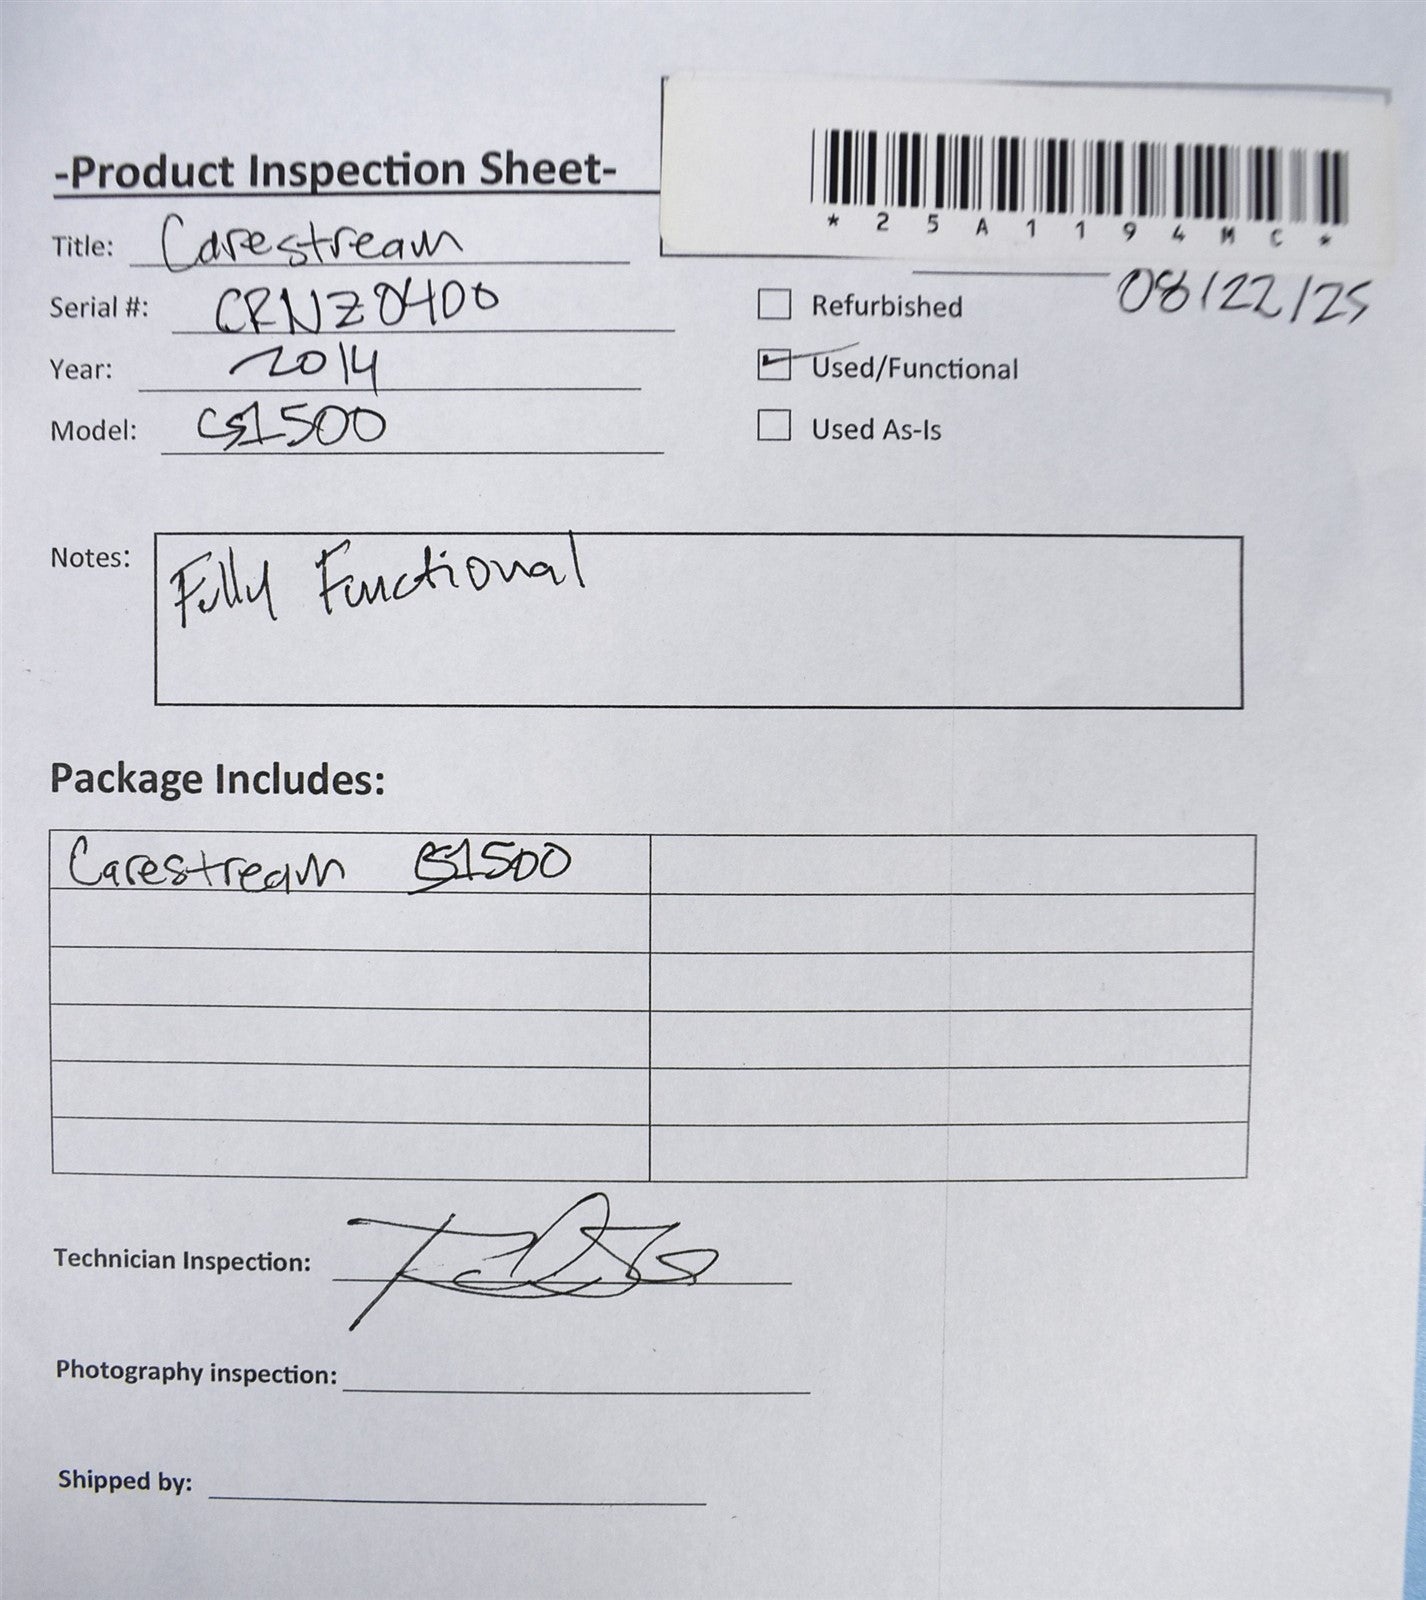 -Product Inspection Sheet-
*25A1194MC*
Title: Carestream
08/22/25
Serial #: CRNZ0400
Refurbished
Year: 2014
Used/Functional
Model: CS1500
Used As-Is
Notes: Fully Functional
Package Includes:
Carestream CS1500
Technician Inspection:
Photography inspection:
Shipped by: